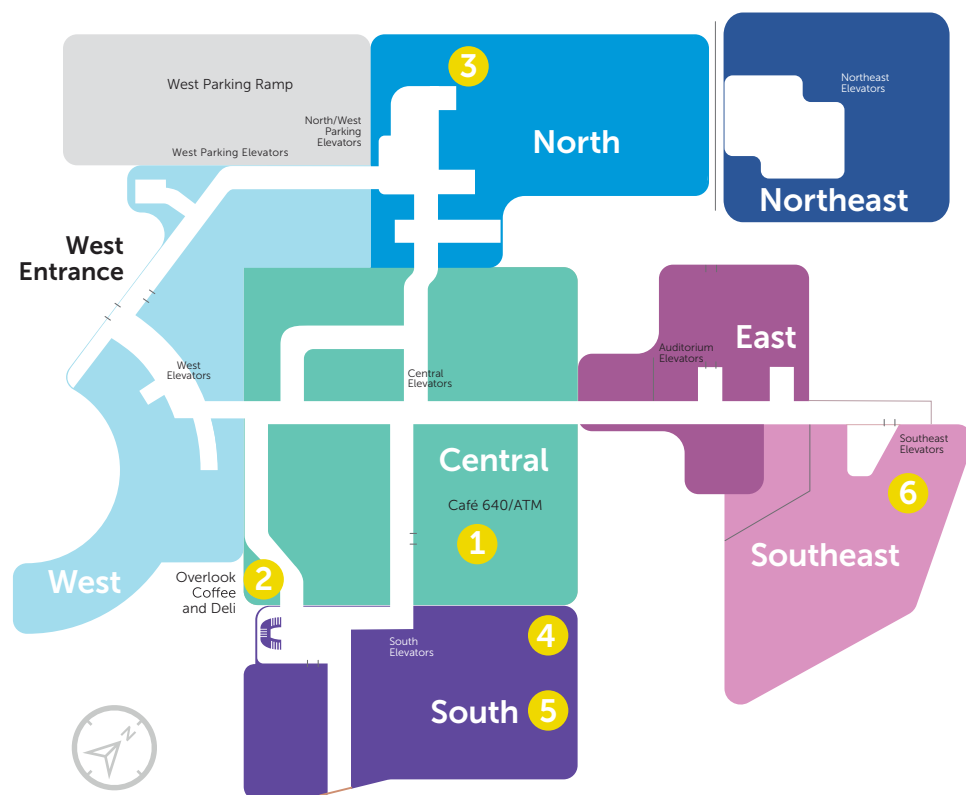 3
West Parking Ramp
Northeast
Elevators
North/West
Parking
Elevators
North
West Parking Elevators
Northeast
West
Entrance
East
Auditorium
Elevators
West
Elevators
Central
Elevators
Southeast
Elevators
Central
6
Café 640/ATM
1
Southeast
2
Overlook
Coffee
and Deli
West
4
South
Elevators
South
5
N